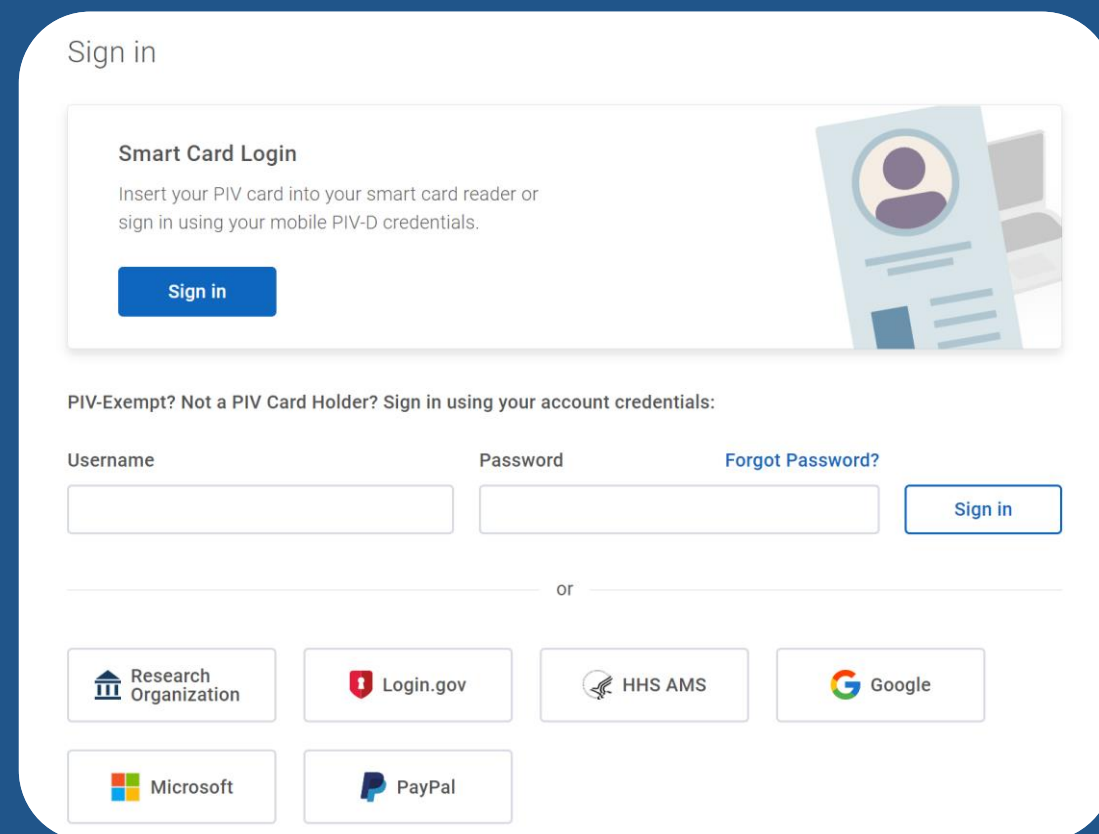 Sign in
Smart Card Login
Insert your PIV card into your smart card reader or
sign in using your mobile PIV-D credentials.
Sign in
PIV-Exempt? Not a PIV Card Holder? Sign in using your account credentials:
Username
Password
Forgot Password?
Sign in
or
Research
Organization
Login.gov
HHS AMS
Google
Microsoft
PayPal